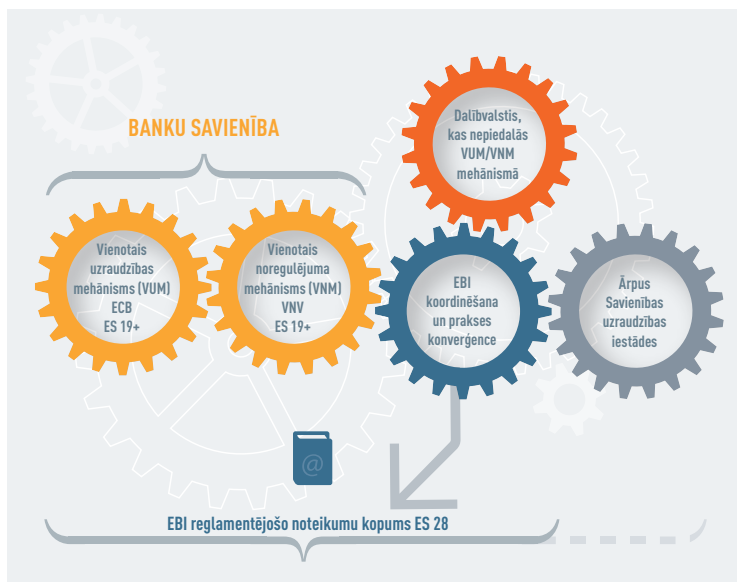 BANKU SAVIENĪBA
Dalībvalstis,
kas nepiedalās
VUM/VNM
mehānismā
Vienotais
uzraudzības
mehānisms (VUM)
ECB
ES 19+
Vienotais
noregulējuma
mehānisms (VNM)
VNV
ES 19+
EBI
koordinēšana
un prakses
konverģence
Ārpus
Savienības
uzraudzības
iestādes
@
EBI reglamentējošo noteikumu kopums ES 28